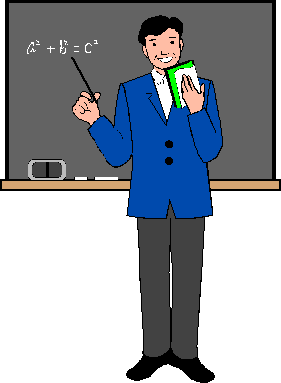 a² + b² = c²